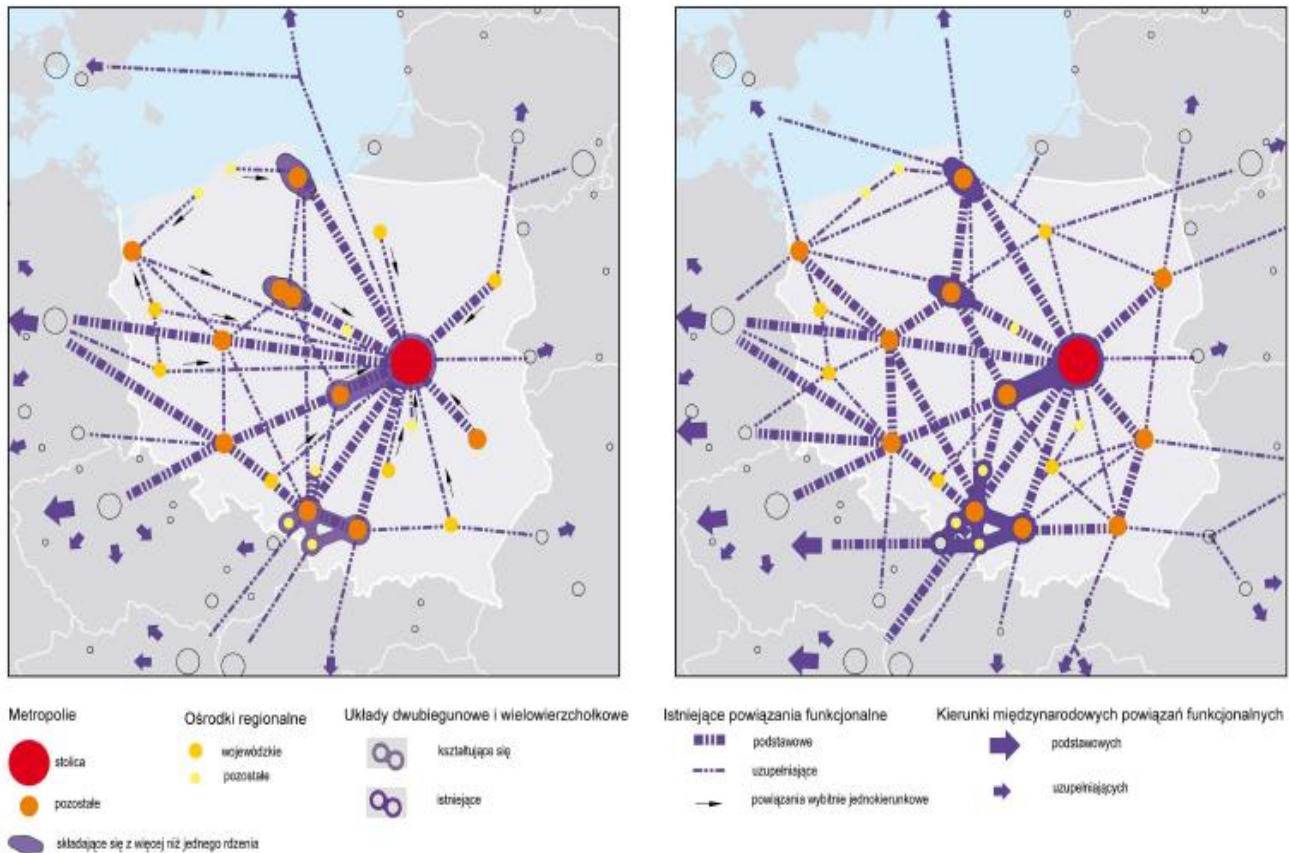 Metropolie
stolica
pozostałe
składające się z więcej niż jednego rdzenia
Ośrodki regionalne
wojewódzkie
pozostałe
Układy dwubiegunowe i wielowierzchołkowe
kształtujące się
istniejące
Istniejące powiązania funkcjonalne
podstawowe
uzupełniające
powiązania wybitnie jednokierunkowe
Kierunki międzynarodowych powiązań funkcjonalnych
podstawowych
uzupełniających